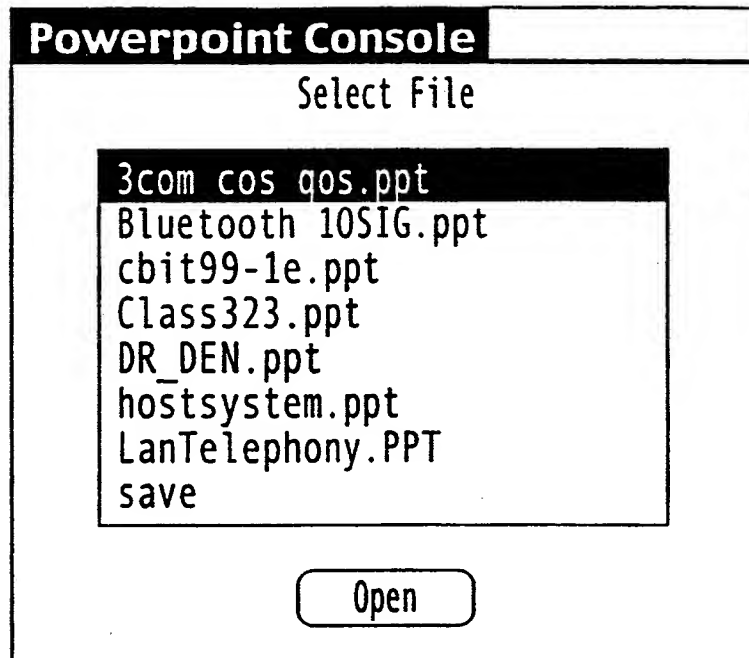 Powerpoint Console
Select File
3com cos qos.ppt
Bluetooth 10SIG.ppt
cbit99-1e.ppt
Class323.ppt
DR_DEN.ppt
hostsystem.ppt
LanTelephony.PPT
save
Open